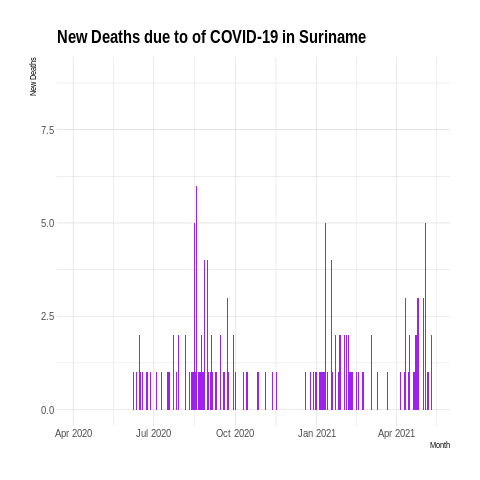 New Deaths due to of COVID-19 in Suriname
New Deaths
7.5
5.0
2.5
0.0
Apr 2020 Jul 2020 Oct 2020 Jan 2021 Apr 2021
Month